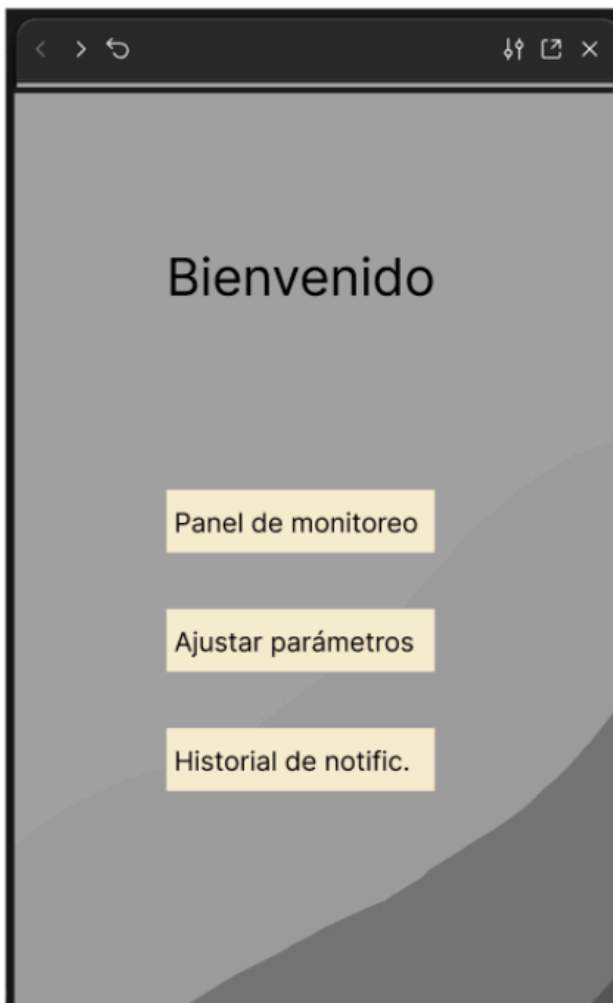 Bienvenido
Panel de monitoreo
Ajustar parámetros
Historial de notific.